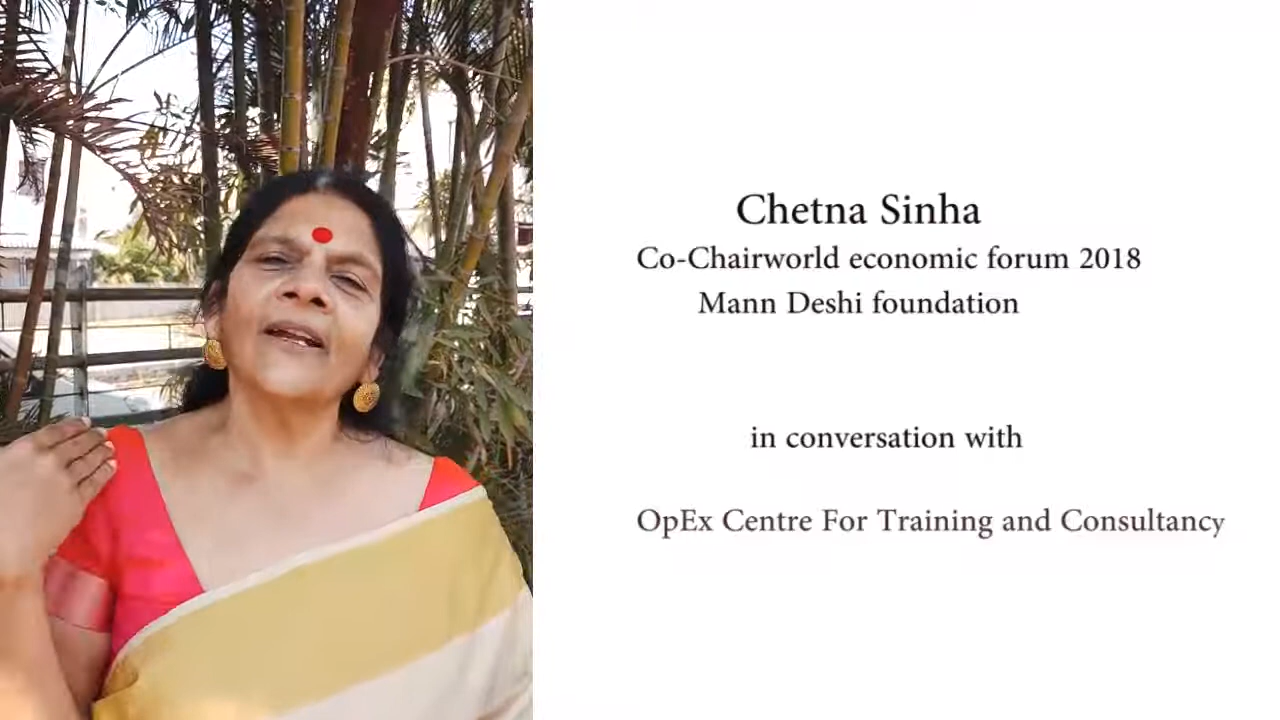 Chetna Sinha
Co-Chairworld economic forum 2018
Mann Deshi foundation
in conversation with
OpEx Centre For Training and Consultancy